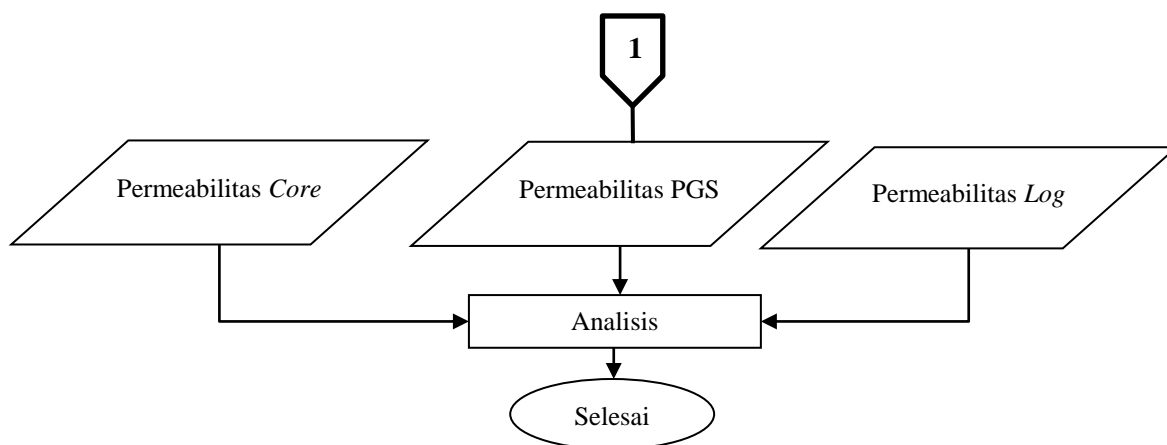 1
Permeabilitas Core
Permeabilitas PGS
Permeabilitas Log
Analisis
Selesai